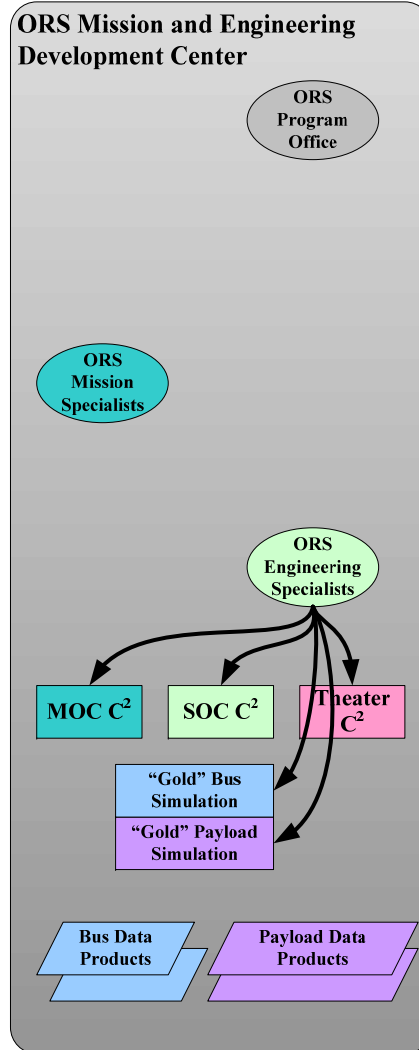 ORS Mission and Engineering
Development Center
ORS
Program
Office
ORS
Mission
Specialists
ORS
Engineering
Specialists
MOC C²
SOC C²
Theater
C²
“Gold” Bus
Simulation
“Gold” Payload
Simulation
Bus Data
Products
Payload Data
Products